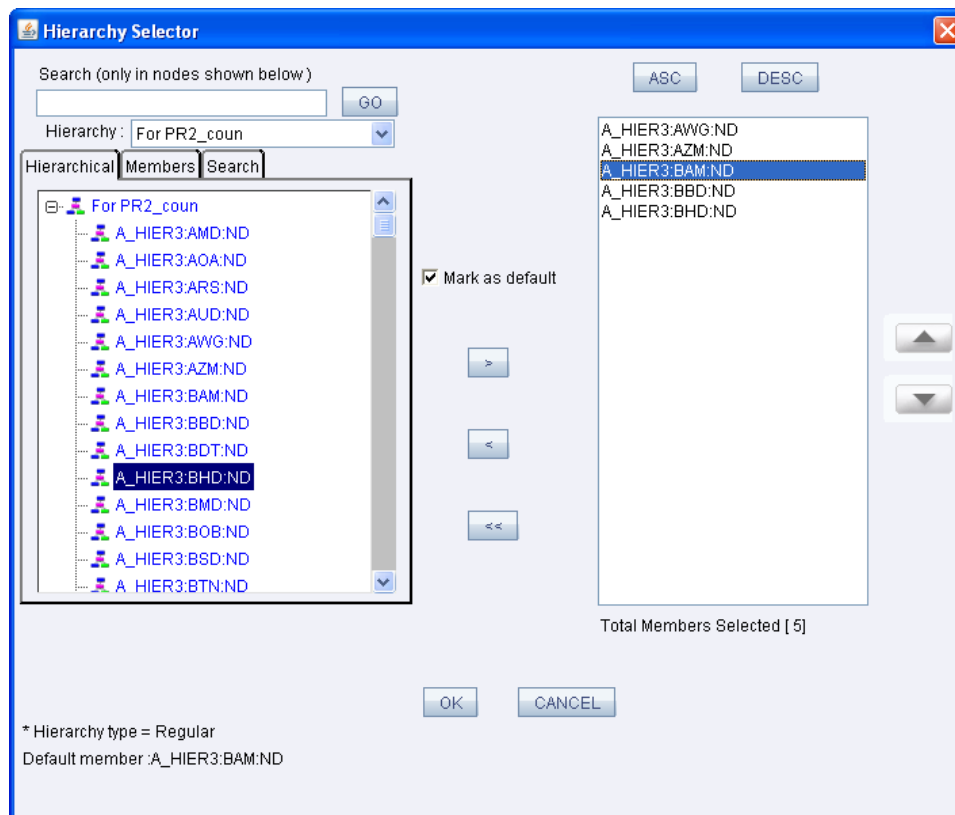 Hierarchy Selector
Search (only in nodes shown below)
GO
Hierarchy : For PR2_coun
Hierarchical Members Search
For PR2_coun
A_HIER3:AMD:ND
A_HIER3:AOA:ND
A_HIER3:ARS:ND
A_HIER3:AUD:ND
A_HIER3:AWG:ND
A_HIER3:AZM:ND
A_HIER3:BAM:ND
A_HIER3:BBD:ND
A_HIER3:BDT:ND
A_HIER3:BHD:ND
A_HIER3:BMD:ND
A_HIER3:BOB:ND
A_HIER3:BSD:ND
A_HIER3:BTN:ND
Mark as default
>
<
<<
ASC DESC
A_HIER3:AWG:ND
A_HIER3:AZM:ND
A_HIER3:BAM:ND
A_HIER3:BBD:ND
A_HIER3:BHD:ND
Total Members Selected [ 5]
OK CANCEL
* Hierarchy type = Regular
Default member :A_HIER3:BAM:ND